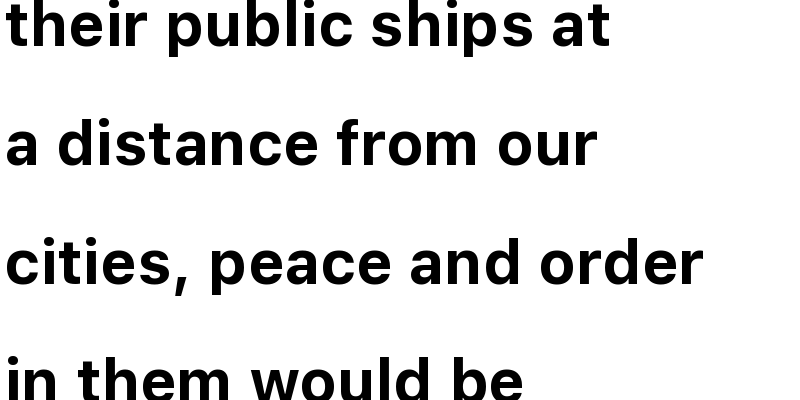 their public ships at
a distance from our
cities, peace and order
in them would be